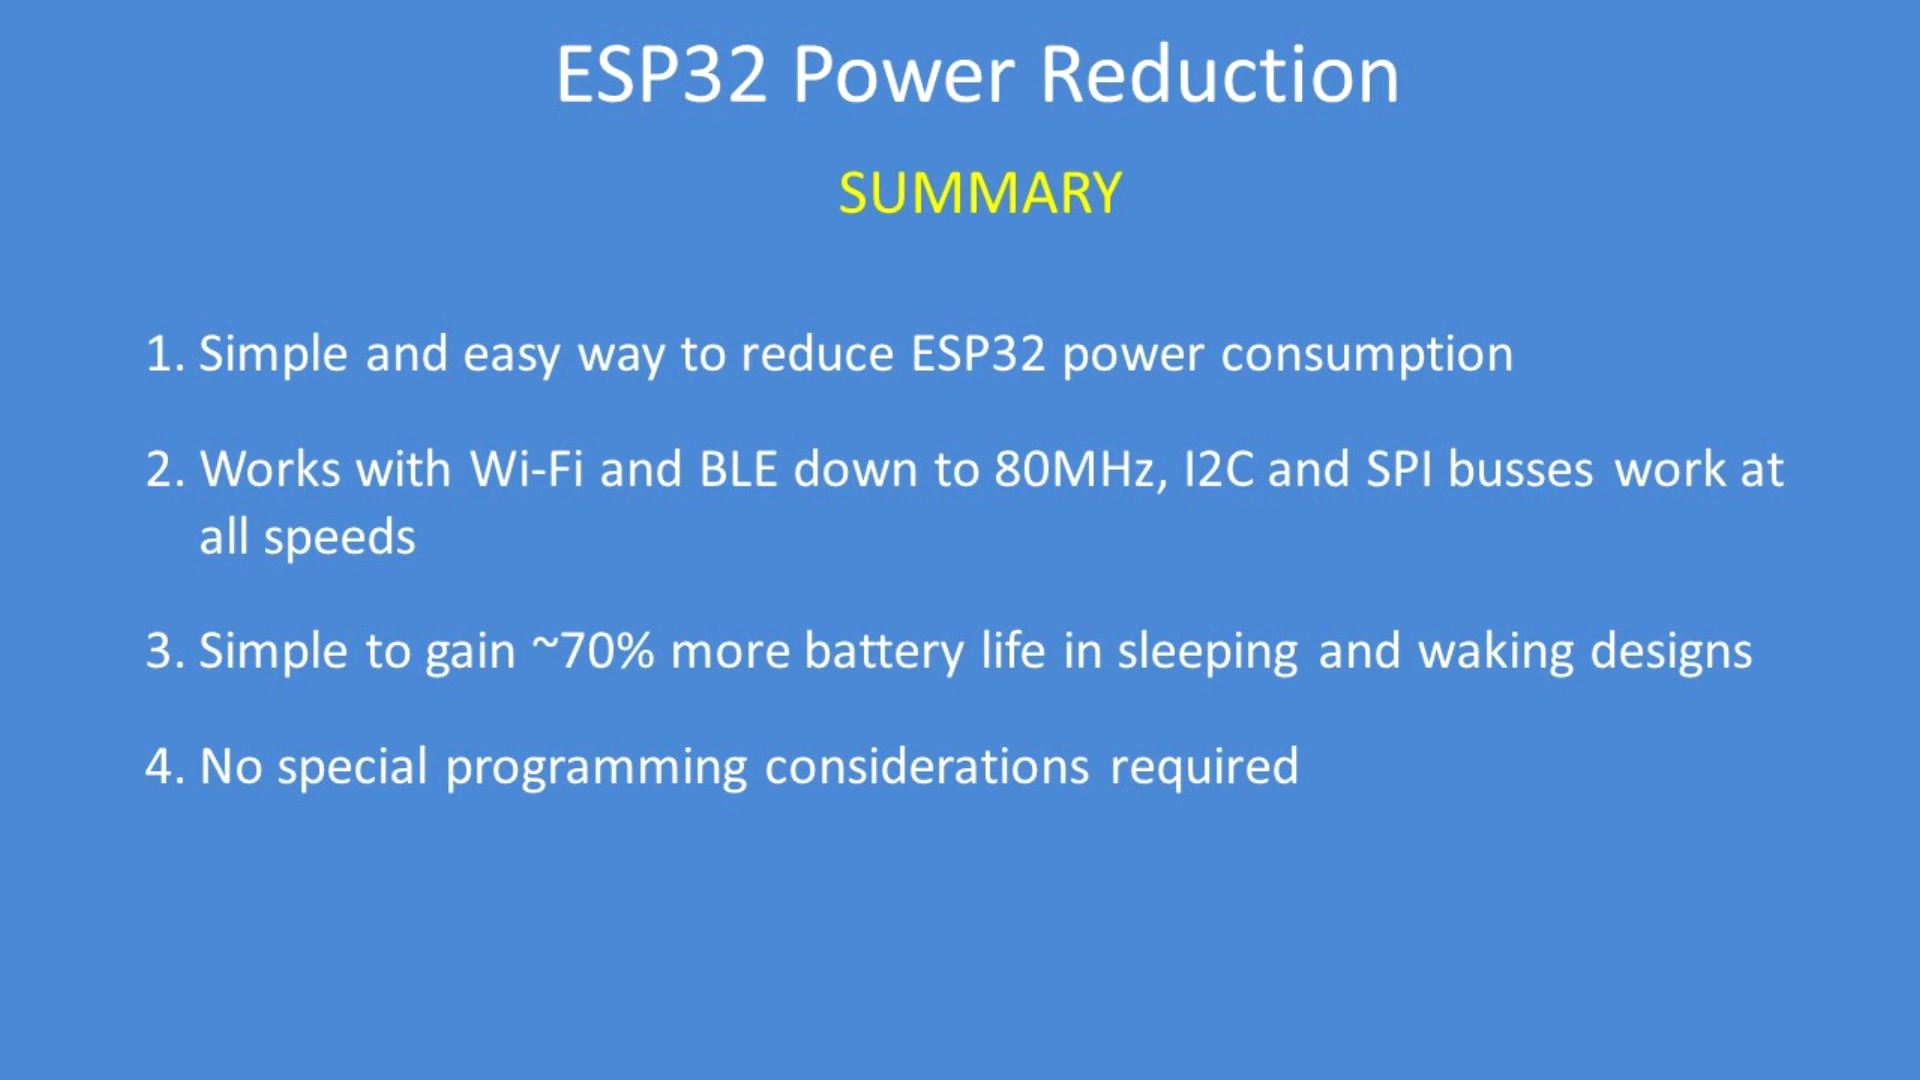 ESP32 Power Reduction
SUMMARY
1. Simple and easy way to reduce ESP32 power consumption
2. Works with Wi-Fi and BLE down to 80MHz, I2C and SPI busses work at
all speeds
3. Simple to gain ~70% more battery life in sleeping and waking designs
4. No special programming considerations required